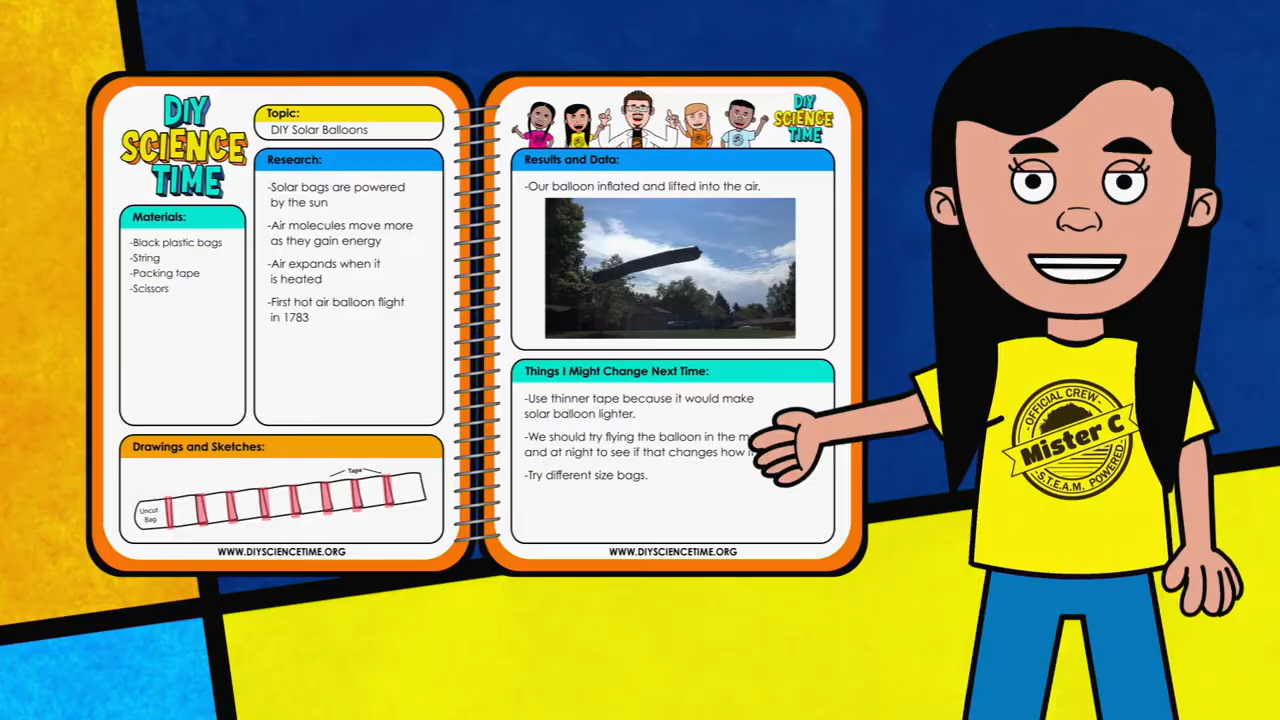 DIY
SCIENCE
TIME
Topic:
DIY Solar Balloons
Materials:
-Black plastic bags
-String
-Packing tape
-Scissors
Research:
-Solar bags are powered
by the sun
-Air molecules move more
as they gain energy
-Air expands when it
is heated
-First hot air balloon flight
in 1783
Drawings and Sketches:
Tape
Uncut
Bag
WWW.DIYSCIENCETIME.ORG
DIY
SCIENCE
TIME
Results and Data:
-Our balloon inflated and lifted into the air.
Things I Might Change Next Time:
-Use thinner tape because it would make
solar balloon lighter.
-We should try flying the balloon in the
and at night to see if that changes how
-Try different size bags.
WWW.DIYSCIENCETIME.ORG
-OFFICIAL CREW-
Mister C
-S.T.E.A.M. POWERED-